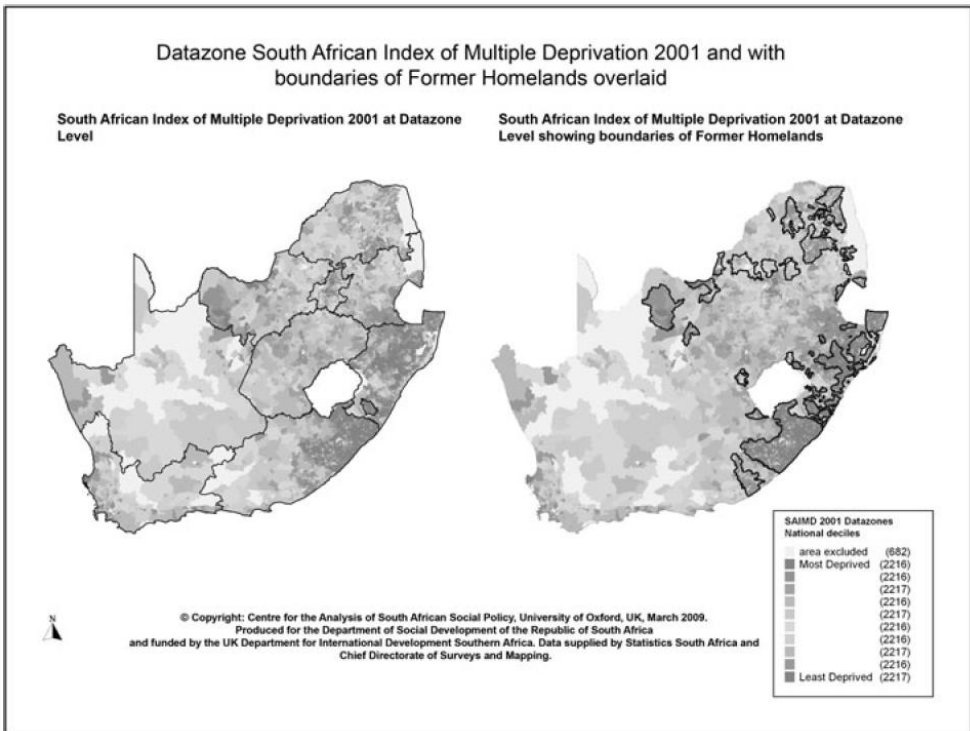 Datazone South African Index of Multiple Deprivation 2001 and with
boundaries of Former Homelands overlaid
South African Index of Multiple Deprivation 2001 at Datazone
Level
South African Index of Multiple Deprivation 2001 at Datazone
Level showing boundaries of Former Homelands
SAIMD 2001 Datazones
National deciles
area excluded (682)
Most Deprived (2216)
(2216)
(2217)
(2216)
(2217)
(2216)
(2216)
(2217)
(2216)
Least Deprived (2217)
N
© Copyright: Centre for the Analysis of South African Social Policy, University of Oxford, UK, March 2009.
Produced for the Department of Social Development of the Republic of South Africa
and funded by the UK Department for International Development Southern Africa. Data supplied by Statistics South Africa and
Chief Directorate of Surveys and Mapping.